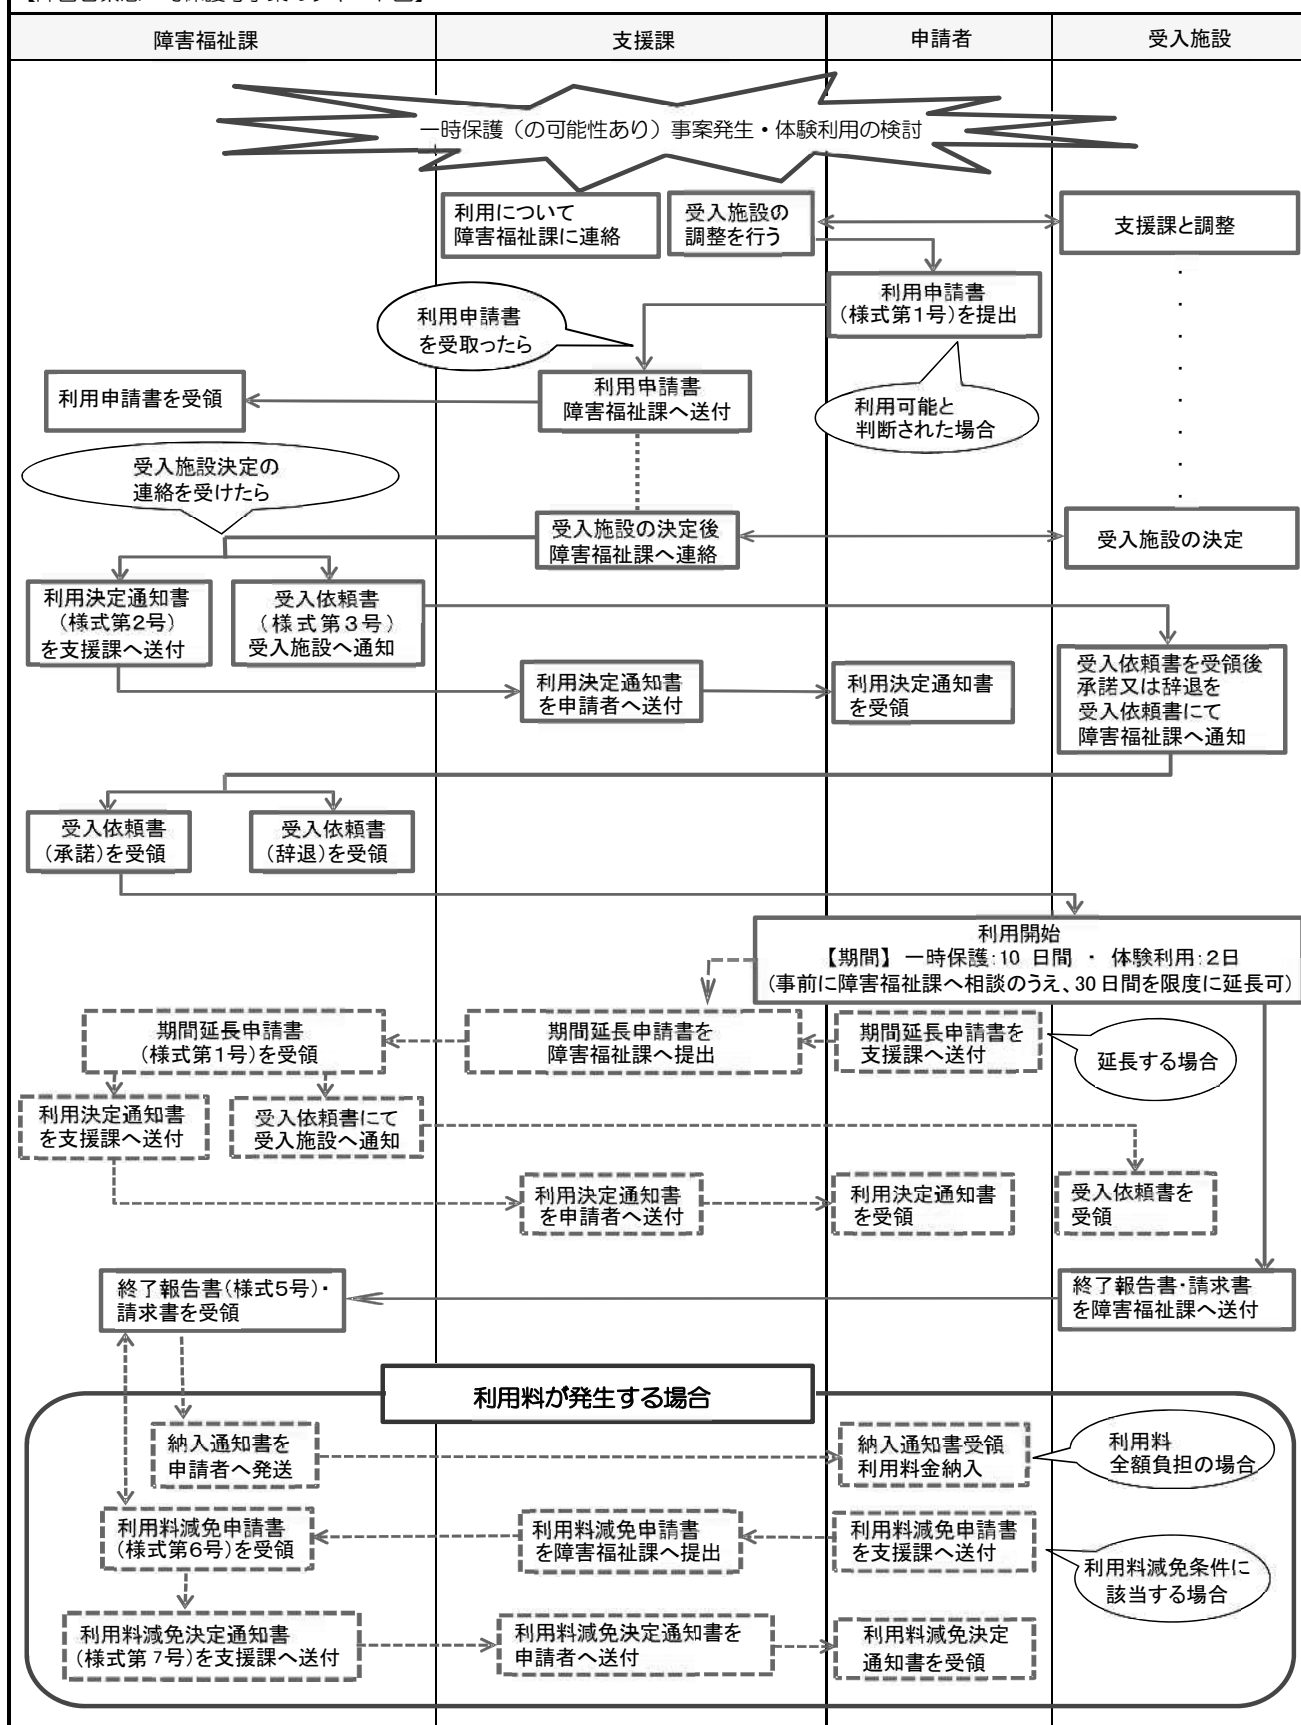 障害福祉課
支援課
申請者
受入施設
一時保護（の可能性あり）事案発生・体験利用の検討
利用について
障害福祉課に連絡
受入施設の
調整を行う
支援課と調整
利用申請書
(様式第1号)を提出
利用申請書
を受取ったら
利用申請書を受領
利用申請書
障害福祉課へ送付
利用可能と
判断された場合
受入施設決定の
連絡を受けたら
受入施設の決定後
障害福祉課へ連絡
受入施設の決定
利用決定通知書
(様式第2号)
を支援課へ送付
受入依頼書
(様式第3号)
受入施設へ通知
利用決定通知書
を申請者へ送付
利用決定通知書
を受領
受入依頼書を受領後
承諾又は辞退を
受入依頼書にて
障害福祉課へ通知
受入依頼書
(承諾)を受領
受入依頼書
(辞退)を受領
利用開始
【期間】一時保護:10 日間 ・ 体験利用:2日
(事前に障害福祉課へ相談のうえ、30日間を限度に延長可)
期間延長申請書
(様式第1号)を受領
期間延長申請書を
障害福祉課へ提出
期間延長申請書を
支援課へ送付
延長する場合
利用決定通知書
を支援課へ送付
受入依頼書にて
受入施設へ通知
利用決定通知書
を申請者へ送付
利用決定通知書
を受領
受入依頼書を
受領
終了報告書(様式5号)・
請求書を受領
終了報告書・請求書
を障害福祉課へ送付
利用料が発生する場合
納入通知書を
申請者へ発送
納入通知書受領
利用料金納入
利用料
全額負担の場合
利用料減免申請書
(様式第6号)を受領
利用料減免申請書
を障害福祉課へ提出
利用料減免申請書
を支援課へ送付
利用料減免条件に
該当する場合
利用料減免決定通知書
(様式第7号)を支援課へ送付
利用料減免決定通知書を
申請者へ送付
利用料減免決定
通知書を受領